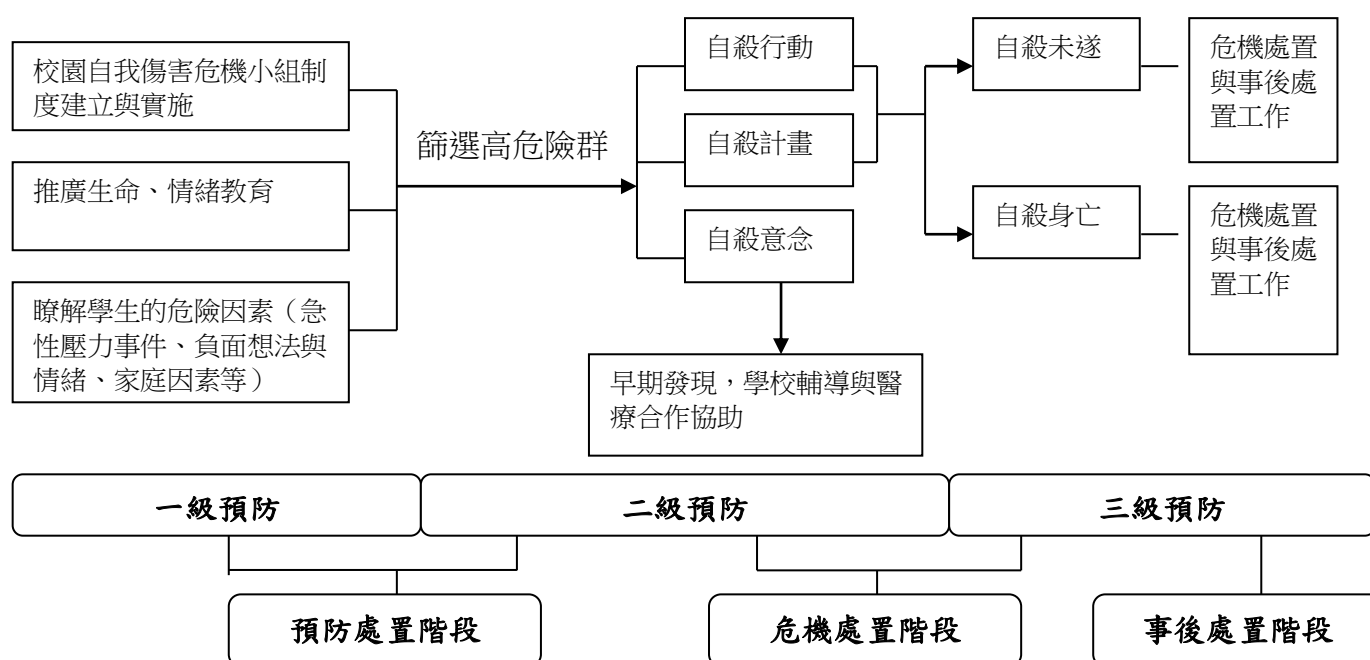 校園自我傷害危機小組制
度建立與實施
推廣生命、情緒教育
瞭解學生的危險因素（急
性壓力事件、負面想法與
情緒、家庭因素等）
篩選高危險群
自殺行動
自殺計畫
自殺意念
早期發現，學校輔導與醫
療合作協助
自殺未遂
自殺身亡
危機處置
與事後處
置工作
危機處置
與事後處
置工作
一級預防
二級預防
三級預防
預防處置階段
危機處置階段
事後處置階段